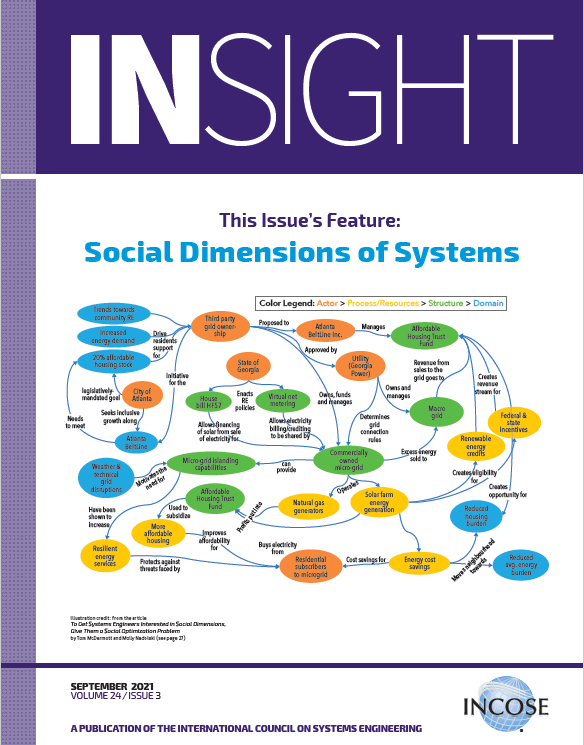 INSIGHT
This Issue's Feature:
Social Dimensions of Systems
Color Legend: Actor > Process/Resources > Structure > Domain
Trends towards
community RE
Increased
energy demand
20% affordable
housing stock
Drive
residents
support
for
Third party
grid owner-
ship
Proposed to
Atlanta
BeltLine Inc.
Manages
Affordable
Housing Trust
Fund
Approved by
Utility
(Georgia
Power)
State of
Georgia
Initiative
for the
legislatively-
mandated goal
City of
Atlanta
Seeks inclusive
growth along
Needs
to meet
Atlanta
BeltLine
House
bill HF57
Enacts
RE
policies
Virtual net
metering
Allows financing
of solar from sale
of electricity for
Allows electricity
billing/crediting
to be shared by
Owns, funds
and manages
Owns and
manages
Determines
grid
connection
rules
Revenue from
sales to the
grid goes to
Creates
revenue
stream for
Macro
grid
Federal &
state
incentives
Renewable
energy
credits
Excess energy
sold to
Weather &
technical
grid
disruptions
Motivates the
need for
Micro-grid islanding
capabilities
can
provide
Commercially
owned
micro-grid
Creates eligibility
for
Creates
opportunity for
Operates
Affordable
Housing Trust
Fund
Profits put into
Natural gas
generators
Solar farm
energy
generation
Reduced
housing
burden
Have been
shown to
increase
Used to
subsidize
More
affordable
housing
Improves
affordability
for
Resilient
energy
services
Protects against
threats faced by
Buys electricity
from
Residential
subscribers
to microgrid
Cost savings for
Energy cost
savings
Moves neighbourhood
towards
Reduced
avg. energy
burden
Illustration credit: from the article
To Get Systems Engineers Interested in Social Dimensions,
Give Them a Social Optimization Problem
by Tom McDermott and Molly Nadolski (see page 27)
SEPTEMBER 2021
VOLUME 24 / ISSUE 3
INCOSE
A PUBLICATION OF THE INTERNATIONAL COUNCIL ON SYSTEMS ENGINEERING